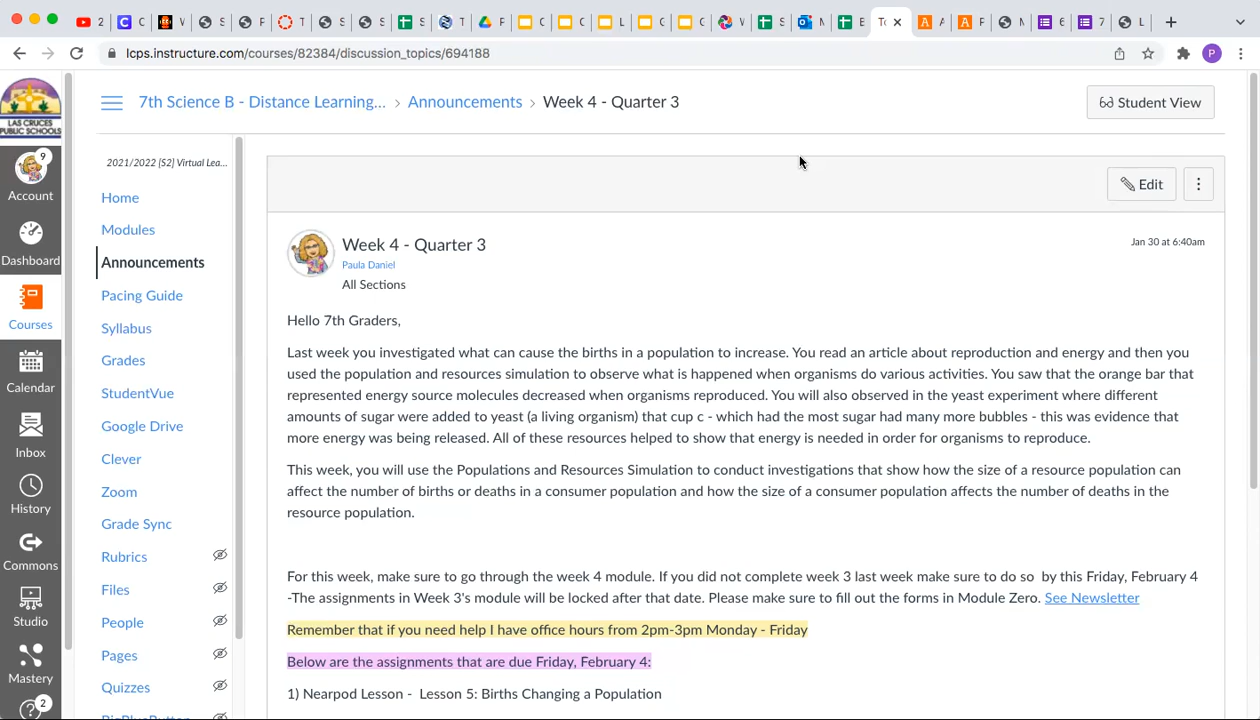 2
C
C
W
S
P
T
S
S
S
T
P
C
C
L
C
C
W
S
M
E
To
A
P
M
6
7
L
lcps.instructure.com/courses/82384/discussion_topics/694188
P
LAS CRUCES
PUBLIC SCHOOLS
9
Account
Dashboard
Courses
Calendar
Inbox
History
Commons
Studio
Mastery
2
7th Science B - Distance Learning... › Announcements › Week 4 - Quarter 3
Student View
2021/2022 [S2] Virtual Lea...
Home
Modules
Announcements
Pacing Guide
Syllabus
Grades
StudentVue
Google Drive
Clever
Zoom
Grade Sync
Rubrics
Files
People
Pages
Quizzes
BigBlueButton
Edit
Week 4 - Quarter 3
Jan 30 at 6:40am
Paula Daniel
All Sections
Hello 7th Graders,
Last week you investigated what can cause the births in a population to increase. You read an article about reproduction and energy and then you
used the population and resources simulation to observe what is happened when organisms do various activities. You saw that the orange bar that
represented energy source molecules decreased when organisms reproduced. You will also observed in the yeast experiment where different
amounts of sugar were added to yeast (a living organism) that cup c - which had the most sugar had many more bubbles - this was evidence that
more energy was being released. All of these resources helped to show that energy is needed in order for organisms to reproduce.
This week, you will use the Populations and Resources Simulation to conduct investigations that show how the size of a resource population can
affect the number of births or deaths in a consumer population and how the size of a consumer population affects the number of deaths in the
resource population.
For this week, make sure to go through the week 4 module. If you did not complete week 3 last week make sure to do so by this Friday, February 4
-The assignments in Week 3's module will be locked after that date. Please make sure to fill out the forms in Module Zero. See Newsletter
Remember that if you need help I have office hours from 2pm-3pm Monday - Friday
Below are the assignments that are due Friday, February 4:
1) Nearpod Lesson - Lesson 5: Births Changing a Population